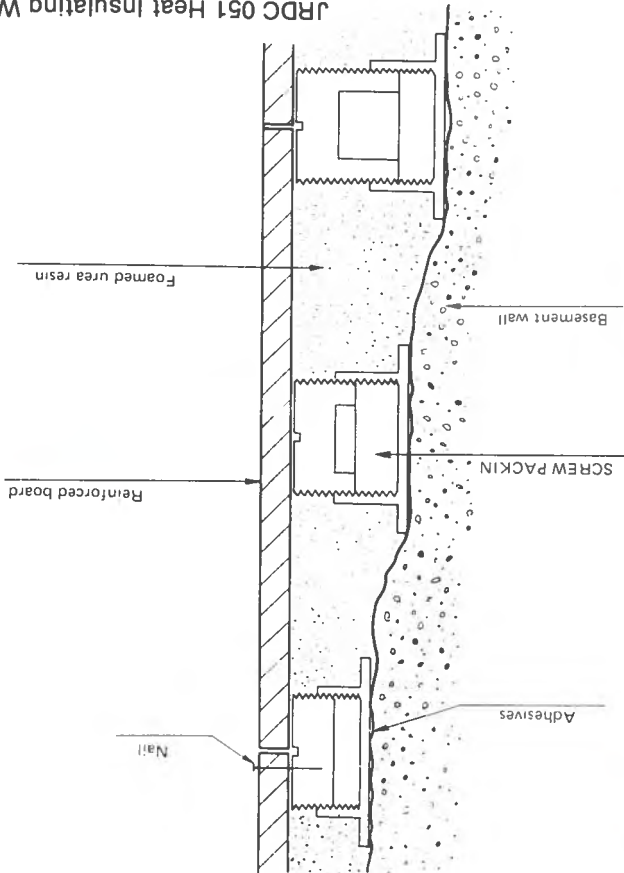 Nail
Adhesives
Reinforced board
SCREW PACKIN
Basement wall
Foamed urea resin
JRDC 051 Heat Insulating W